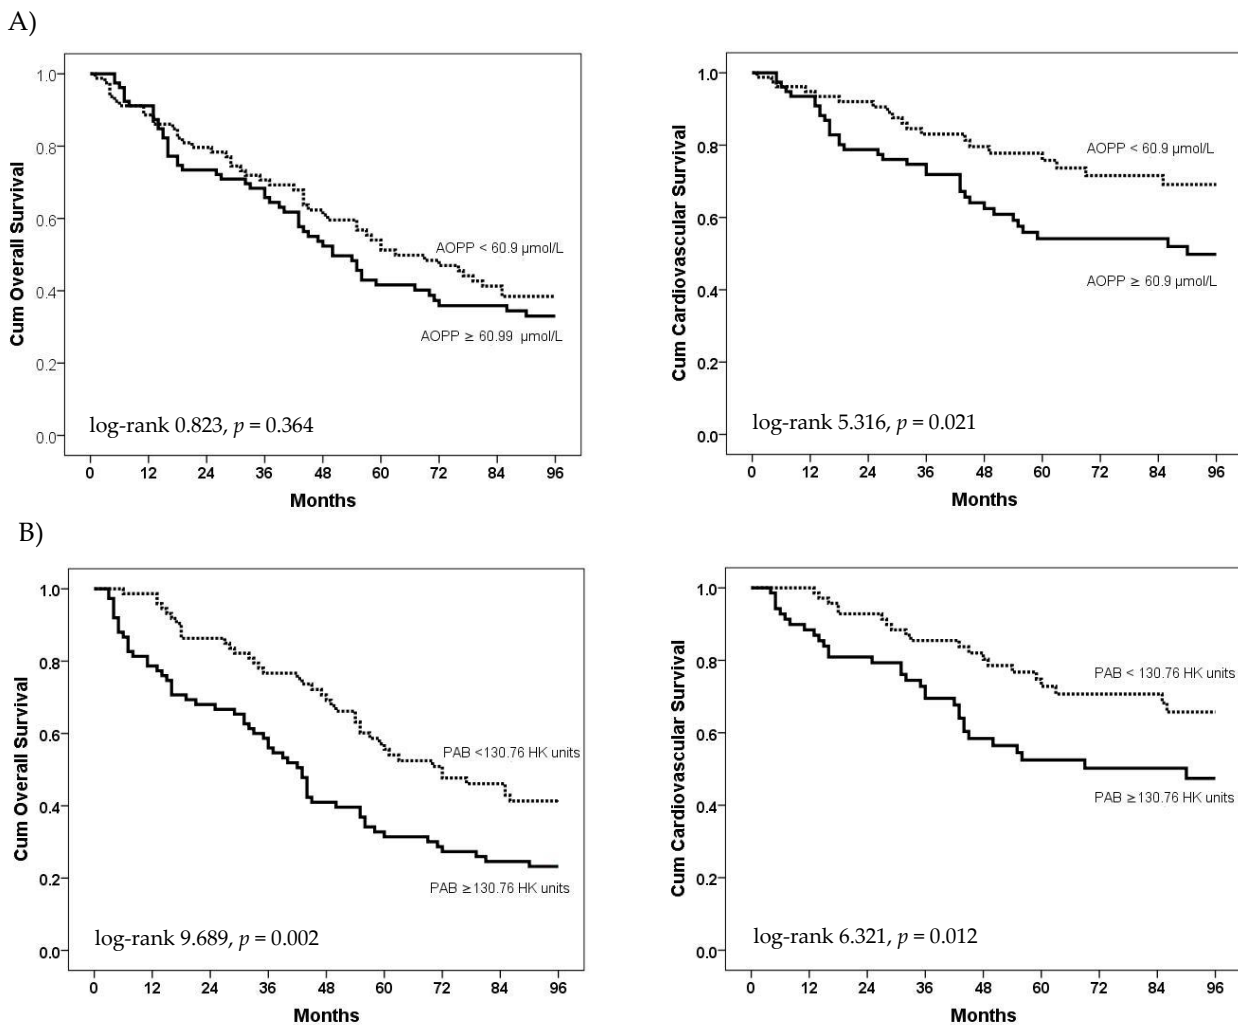 A)
Cum Overall Survival
1.0
0.8
0.6
0.4
0.2
0.0
AOPP < 60.9 µmol/L
AOPP ≥ 60.99 µmol/L
log-rank 0.823, p = 0.364
0 12 24 36 48 60 72 84 96
Months
Cum Cardiovascular Survival
1.0
0.8
0.6
0.4
0.2
0.0
AOPP < 60.9 µmol/L
AOPP ≥ 60.9 µmol/L
log-rank 5.316, p = 0.021
0 12 24 36 48 60 72 84 96
Months
B)
Cum Overall Survival
1.0
0.8
0.6
0.4
0.2
0.0
PAB <130.76 HK units
PAB ≥130.76 HK units
log-rank 9.689, p = 0.002
0 12 24 36 48 60 72 84 96
Months
Cum Cardiovascular Survival
1.0
0.8
0.6
0.4
0.2
0.0
PAB < 130.76 HK units
PAB ≥130.76 HK units
log-rank 6.321, p = 0.012
0 12 24 36 48 60 72 84 96
Months